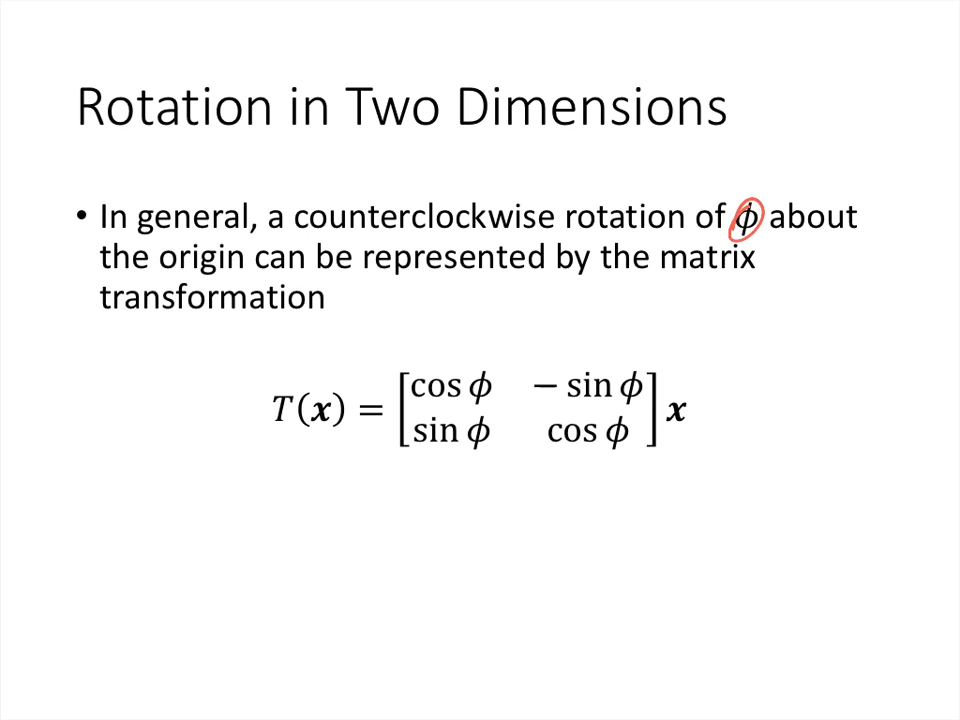 Rotation in Two Dimensions
• In general, a counterclockwise rotation of ϕ about
the origin can be represented by the matrix
transformation
T(x) = [cos ϕ − sin ϕ
sin ϕ cos ϕ] x